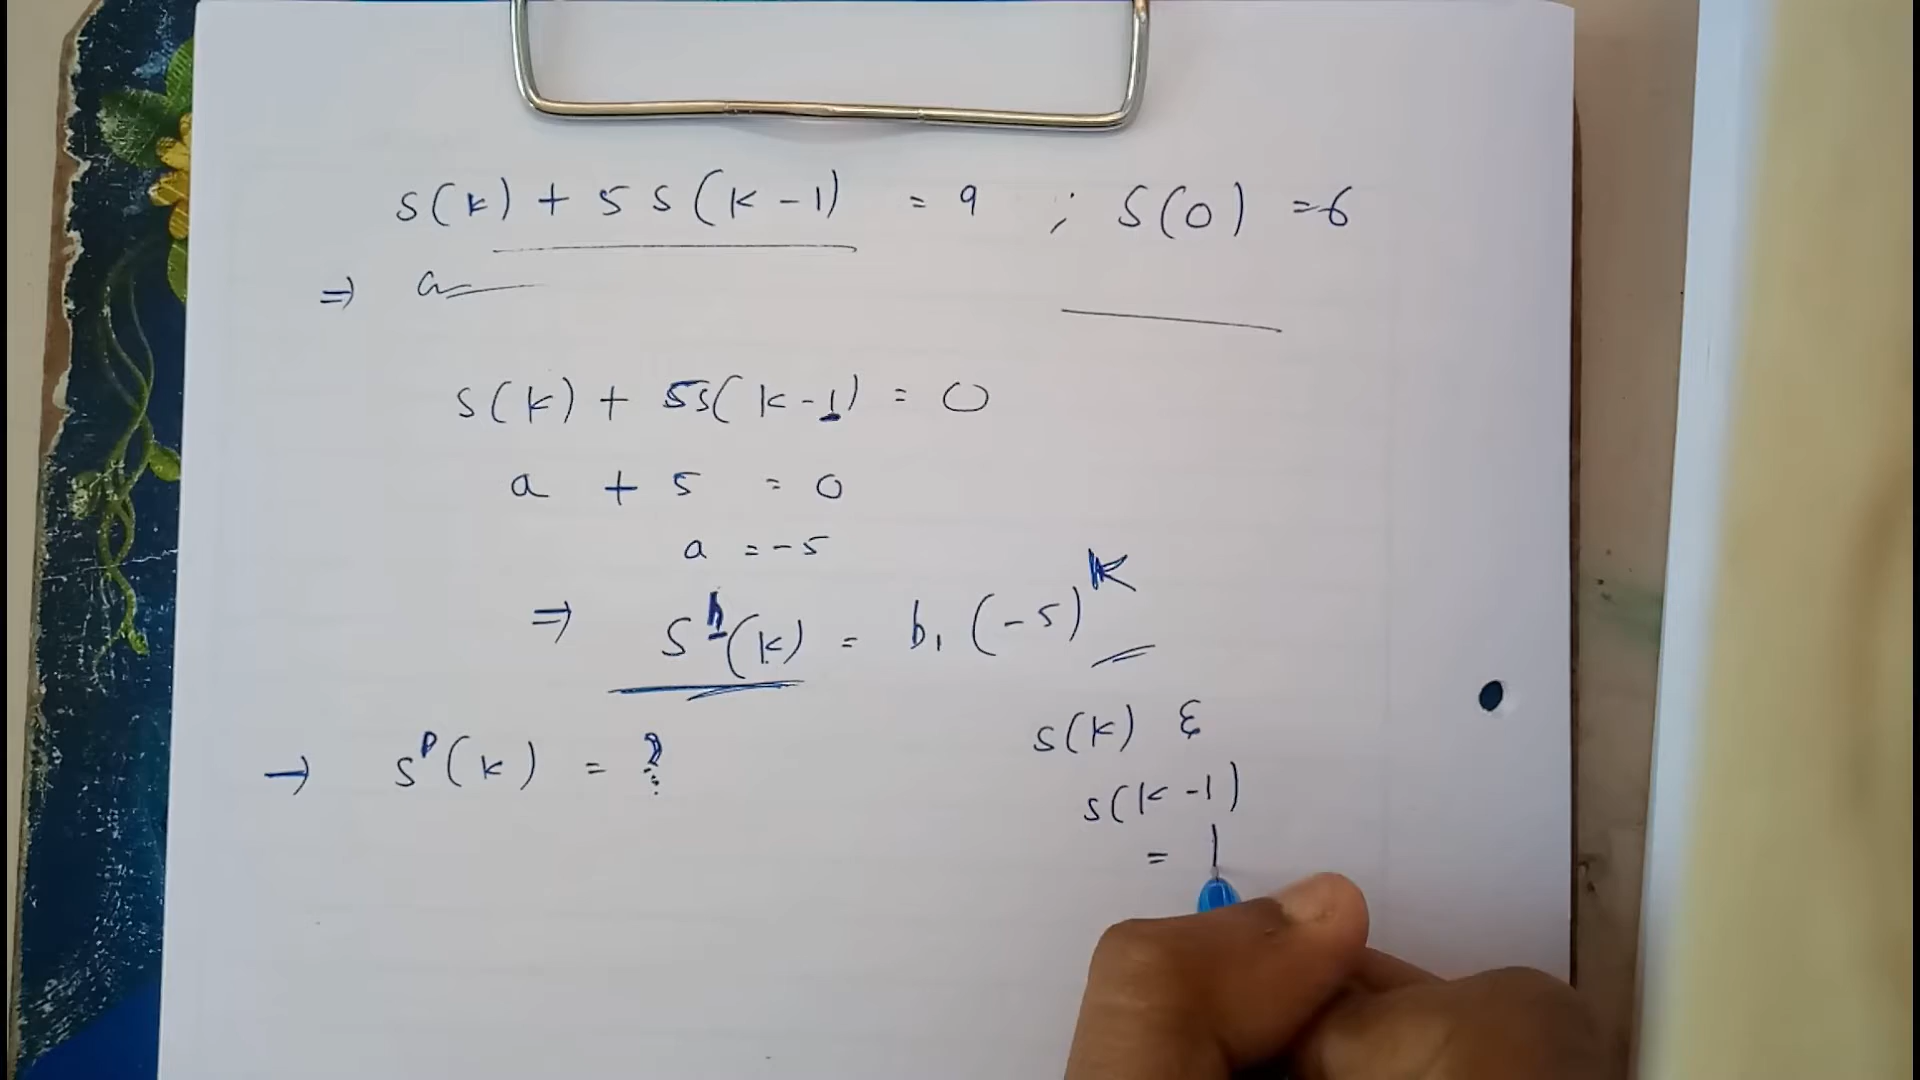 s(k) + 5 s(k-1) = 9 ; S(0) = 6
⇒ a
s(k) + 5s(k-1) = 0
a + 5 = 0
a = -5
⇒ S^h(k) = b₁ (-5)^k
→ s^p(k) = ?
s(k) &
s(k-1)
= 1